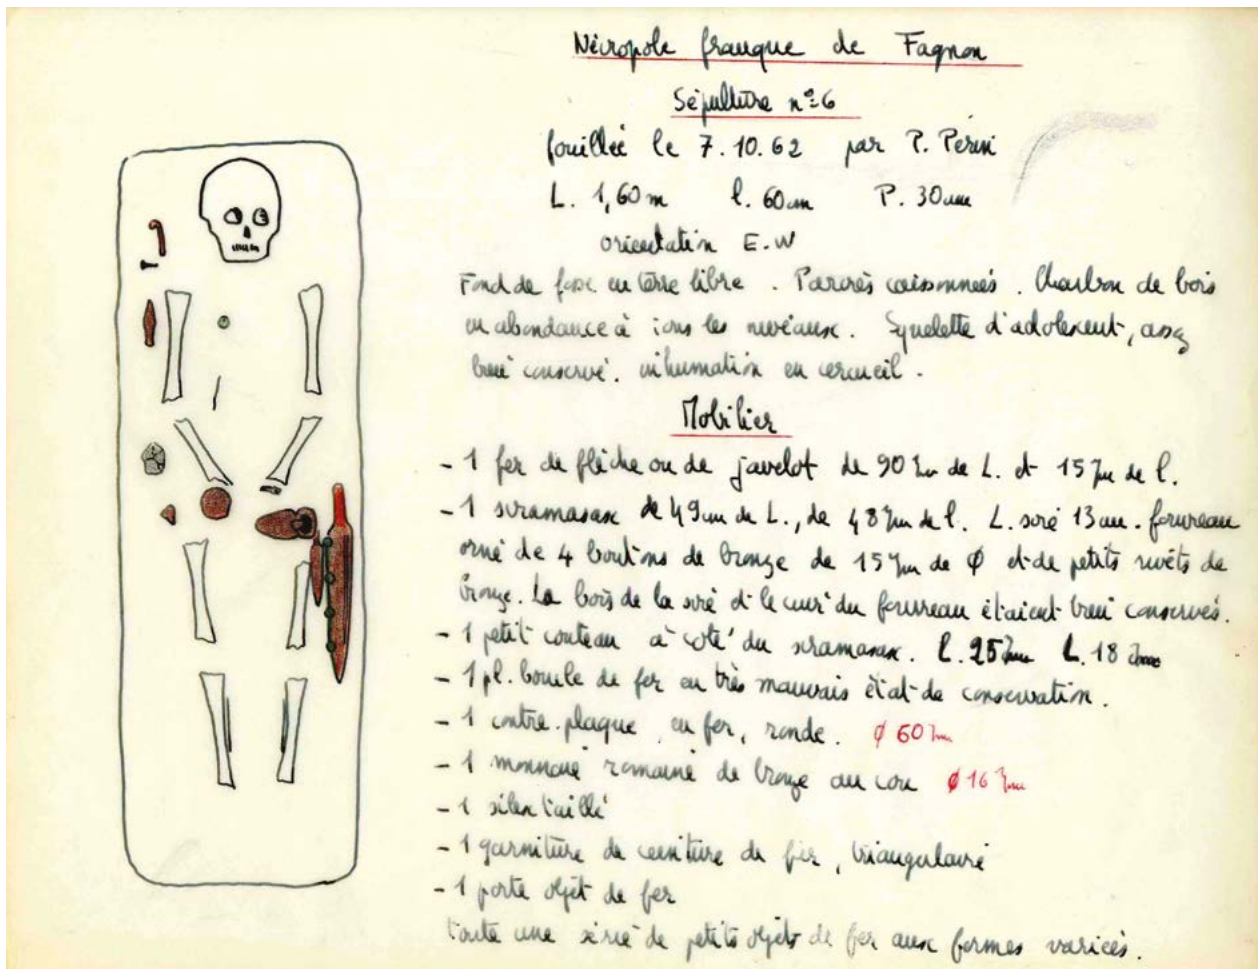 Nécropole franque de Fagnon
Sépulture n° 6
fouillée le 7.10.62 par P. Périn
L. 1,60 m l. 60 cm P. 30 cm
orientation E.W
Fond de fosse en terre libre. Parois caissonnées. Charbon de bois
en abondance à tous les niveaux. Squelette d'adolescent, assez
bien conservé. inhumation en cercueil.
Mobilier
- 1 fer de flèche ou de javelot de 90 mm de L. et 15 mm de l.
- 1 scramasaxe de 49 cm de L., de 48 mm de l. L. soie 13 cm. fourreau
orné de 4 boutons de bronze de 15 mm de Ø et de petits rivets de
bronze. Le bois de la soie et le cuir du fourreau étaient bien conservés.
- 1 petit couteau à côté du scramasaxe. l. 25 mm L. 18
- 1 pl. boucle de fer en très mauvais état de conservation.
- 1 contre-plaque en fer, ronde. Ø 60 mm
- 1 monnaie romaine de bronze au cou Ø 16 mm
- 1 silex taillé
- 1 garniture de ceinture de fer, triangulaire
- 1 porte objet de fer
toute une série de petits objets de fer aux formes variées.